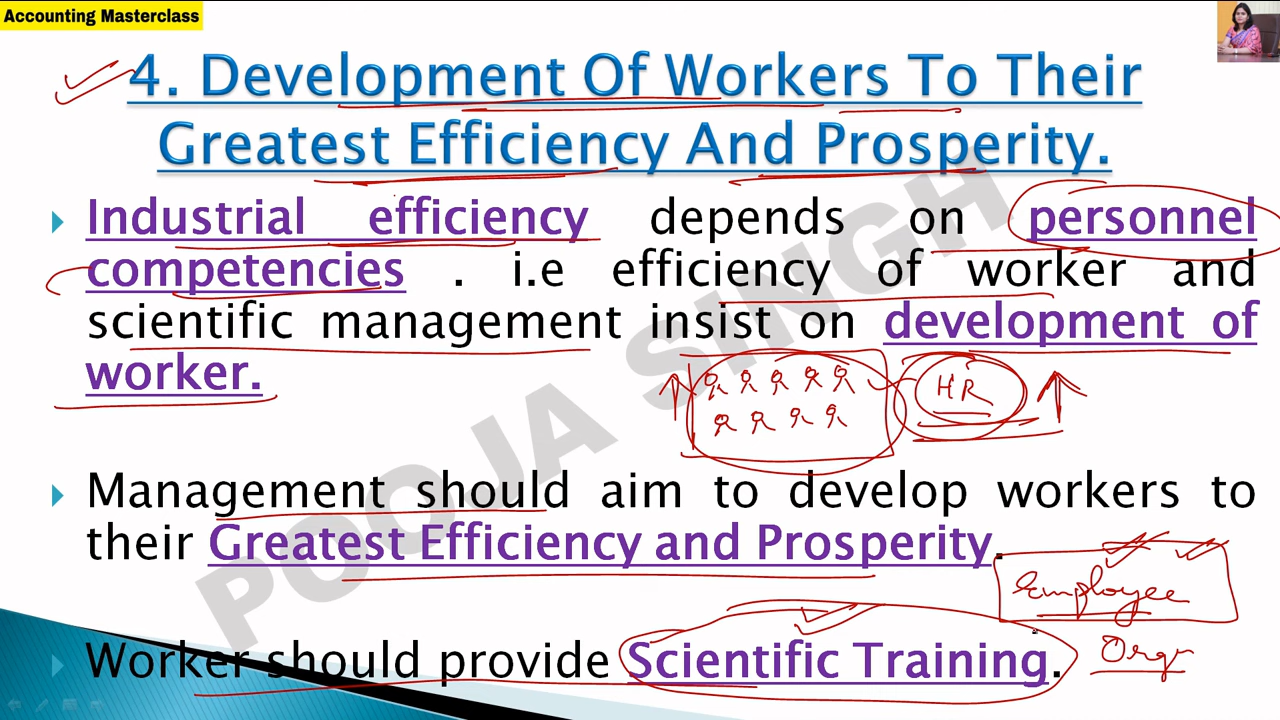 Accounting Masterclass
4. Development Of Workers To Their
Greatest Efficiency And Prosperity.
Industrial efficiency depends on personnel
competencies . i.e efficiency of worker and
scientific management insist on development of
worker.
HR
Management should aim to develop workers to
their Greatest Efficiency and Prosperity.
Employee
Worker should provide Scientific Training.
Orgn
POOJA SINGH